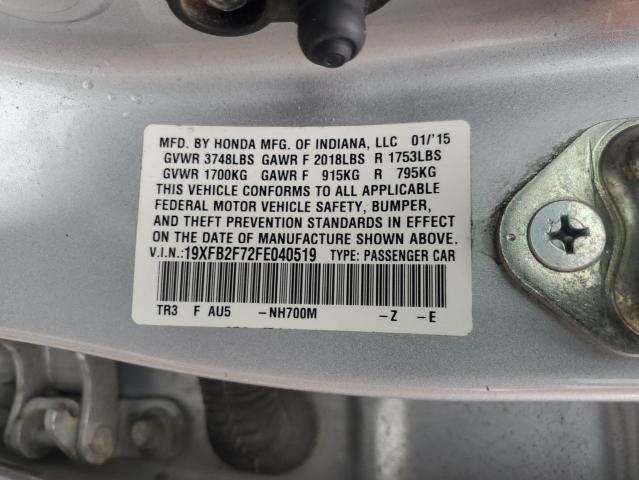 MFD. BY HONDA MFG. OF INDIANA, LLC 01/'15
GVWR 3748LBS GAWR F 2018LBS R 1753LBS
GVWR 1700KG GAWR F 915KG R 795KG
THIS VEHICLE CONFORMS TO ALL APPLICABLE
FEDERAL MOTOR VEHICLE SAFETY, BUMPER,
AND THEFT PREVENTION STANDARDS IN EFFECT
ON THE DATE OF MANUFACTURE SHOWN ABOVE.
V.I.N.:19XFB2F72FE040519 TYPE: PASSENGER CAR
TR3 F AU5 -NH700M -Z -E